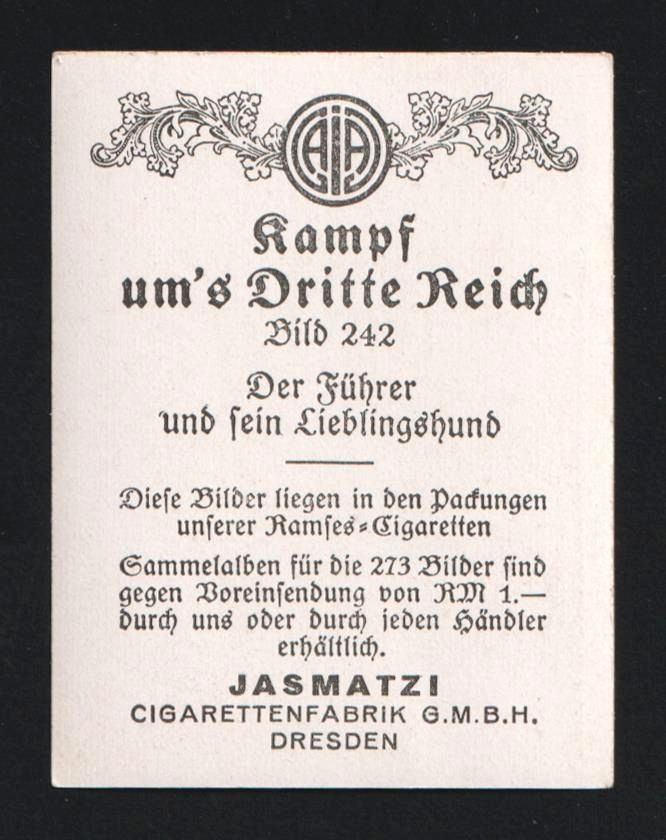 Kampf
um's Dritte Reich
Bild 242
Der Führer
und sein Lieblingshund
Diese Bilder liegen in den Packungen
unserer Ramses-Cigaretten
Sammelalben für die 273 Bilder sind
gegen Voreinsendung von RM 1.—
durch uns oder durch jeden Händler
erhältlich.
JASMATZI
CIGARETTENFABRIK G.M.B.H.
DRESDEN